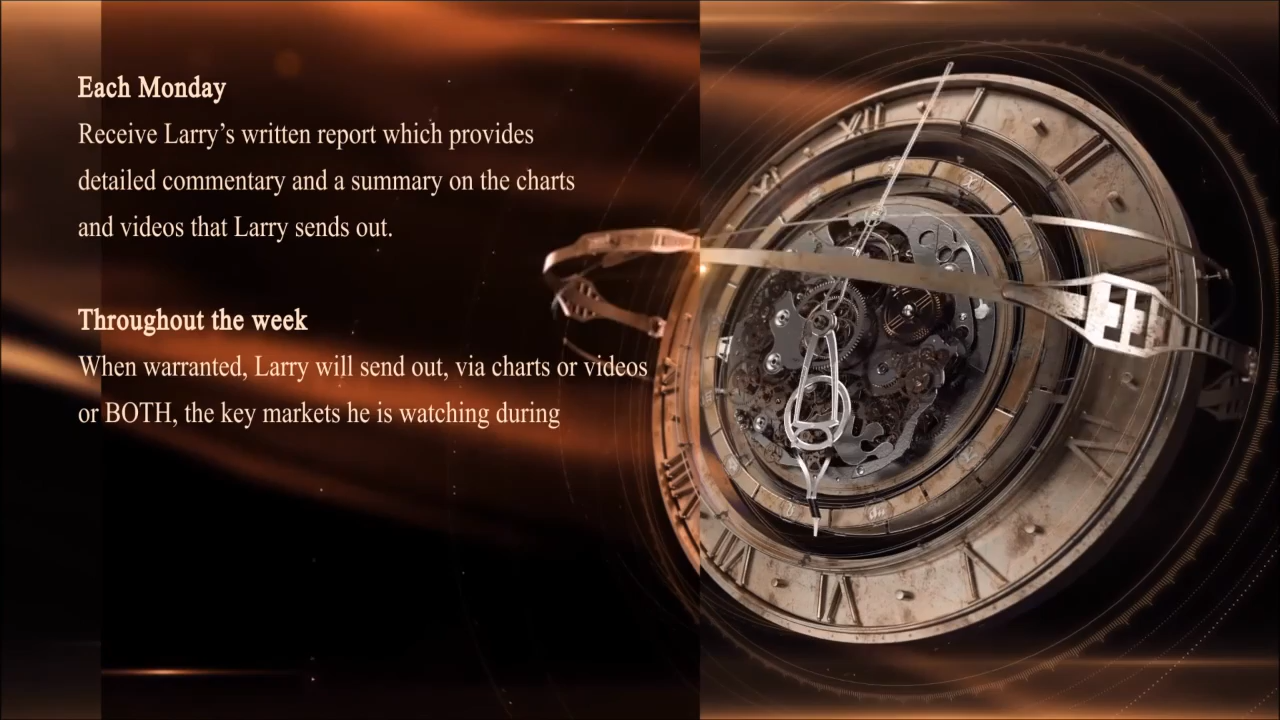 Each Monday
Receive Larry’s written report which provides
detailed commentary and a summary on the charts
and videos that Larry sends out.
Throughout the week
When warranted, Larry will send out, via charts or videos
or BOTH, the key markets he is watching during